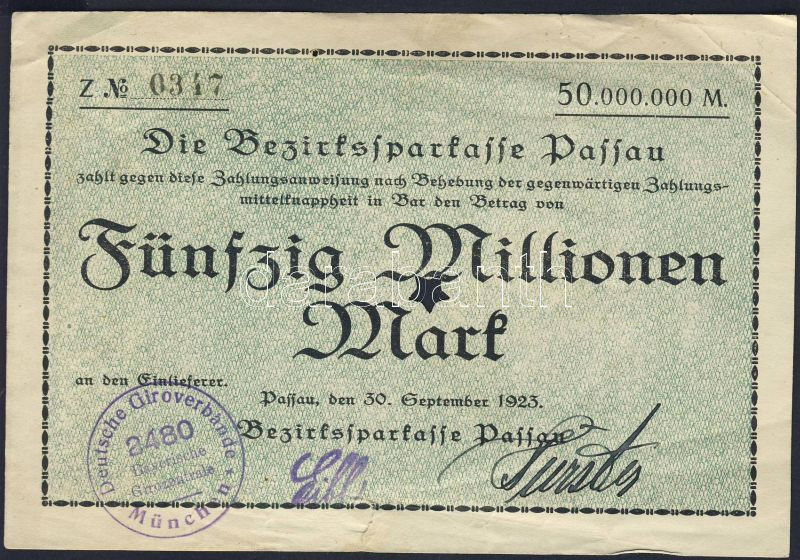 Z № 0347
50.000.000 M.
Die Bezirkssparkasse Passau
zahlt gegen diese Zahlungsanweisung nach Behebung der gegenwärtigen Zahlungs-
mittelknappheit in Bar den Betrag von
Fünfzig Millionen
Mark
darabanth
an den Einlieferer.
Passau, den 30. September 1923.
Bezirkssparkasse Passau
Deutsche Giroverbände
2480
Bayerische
Girozentrale
München